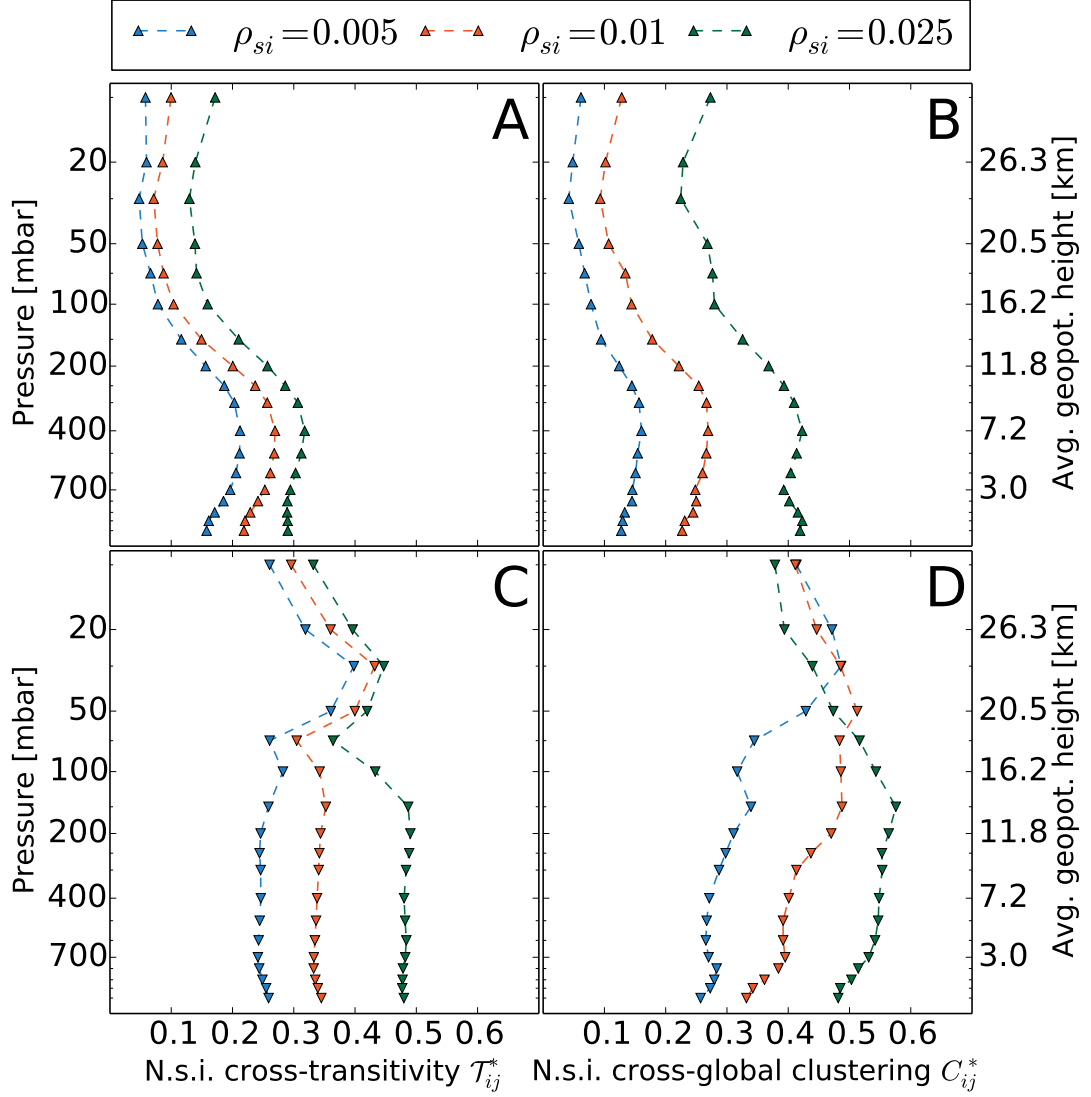 ρsi=0.005 ρsi=0.01 ρsi=0.025
A
B
20
50
100
200
400
700
Pressure [mbar]
26.3
20.5
16.2
11.8
7.2
3.0
Avg. geopot. height [km]
C
D
20
50
100
200
400
700
Pressure [mbar]
26.3
20.5
16.2
11.8
7.2
3.0
Avg. geopot. height [km]
0.1 0.2 0.3 0.4 0.5 0.6
0.1 0.2 0.3 0.4 0.5 0.6
N.s.i. cross-transitivity 𝒯*ij
N.s.i. cross-global clustering C*ij